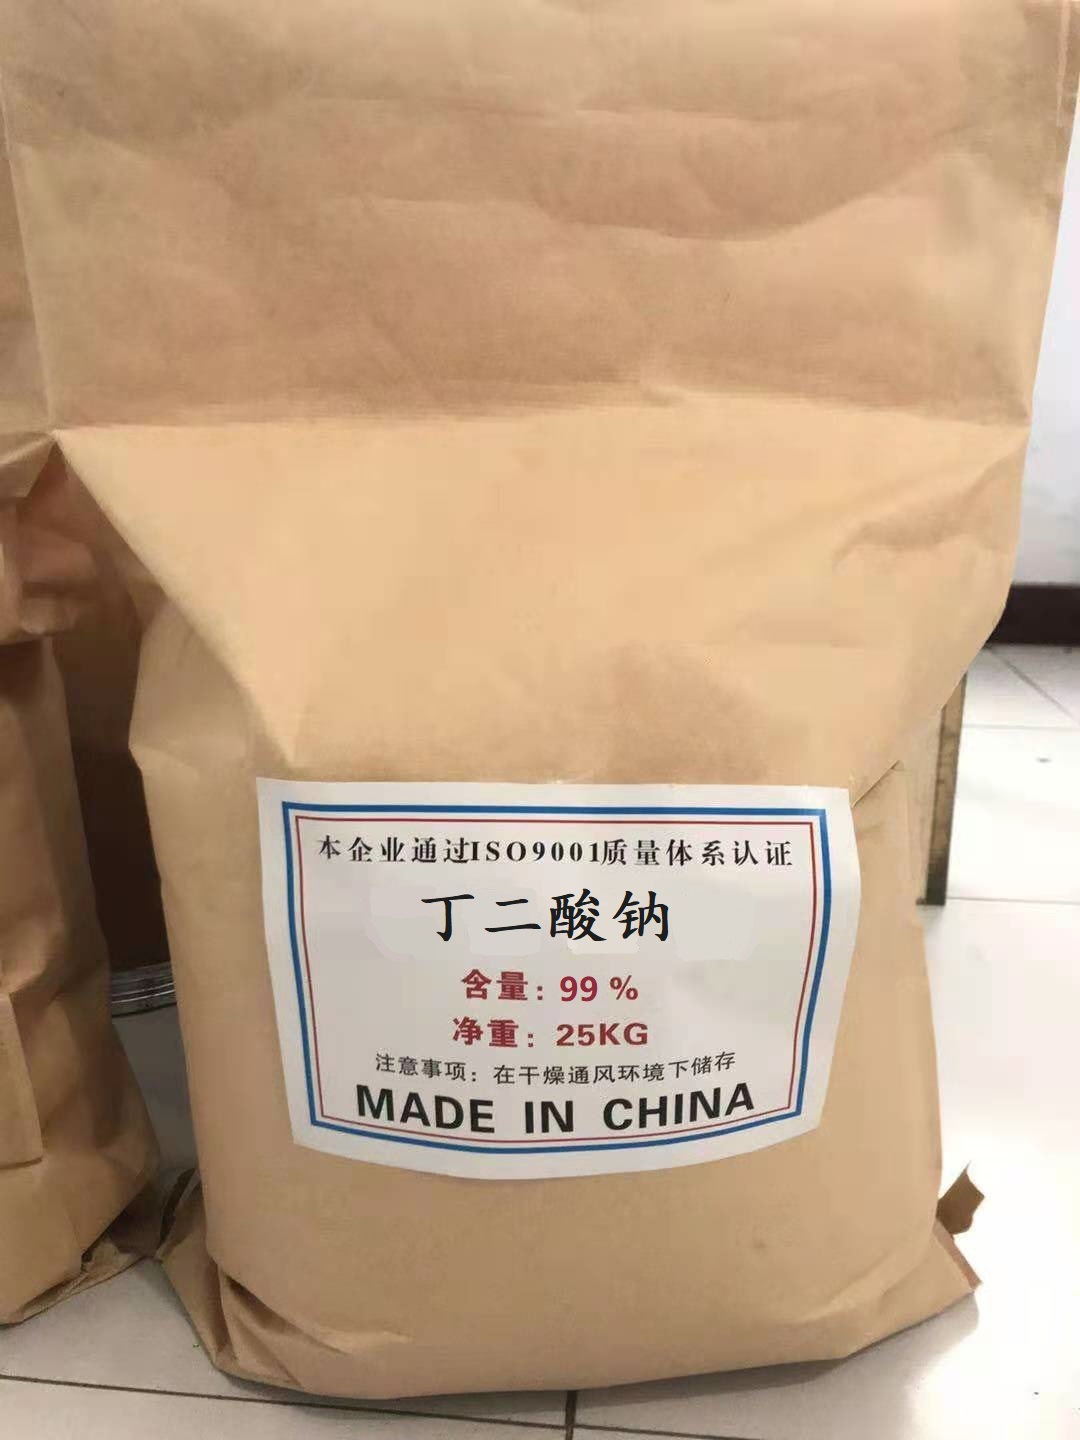 本企业通过ISO9001质量体系认证
丁二酸钠
含量：99 %
净重：25KG
注意事项：在干燥通风环境下储存
MADE IN CHINA